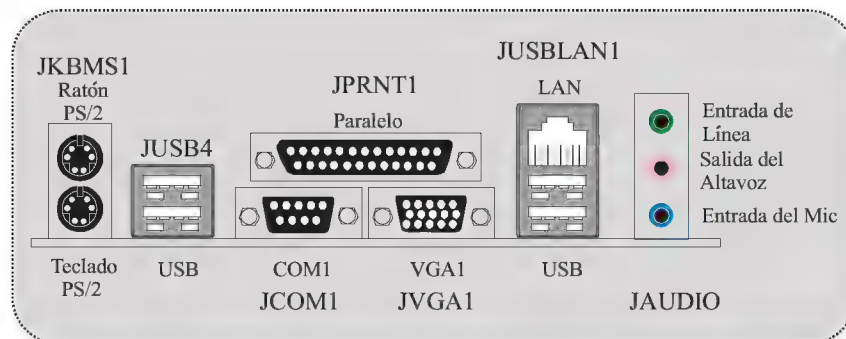 JKBMS1
Ratón
PS/2
JUSB4
JPRNT1
Paralelo
JUSBLAN1
LAN
Entrada de
Línea
Salida del
Altavoz
Entrada del Mic
Teclado
PS/2
USB
COM1
VGA1
USB
JCOM1
JVGA1
JAUDIO